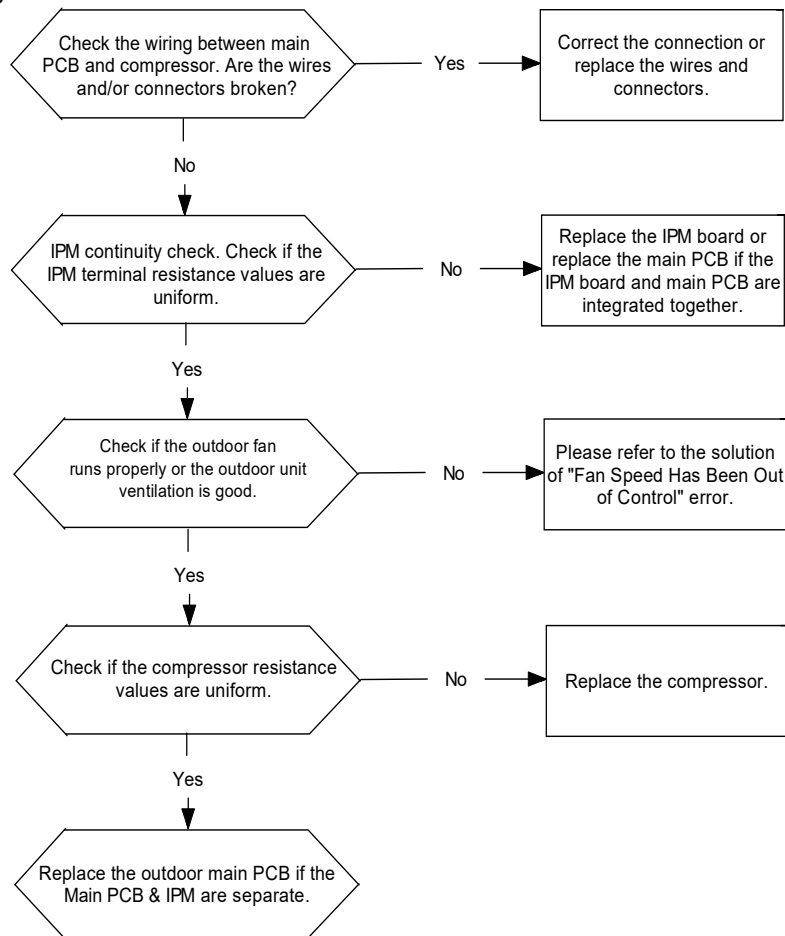 Check the wiring between main
PCB and compressor. Are the wires
and/or connectors broken?
Yes
Correct the connection or
replace the wires and
connectors.
No
IPM continuity check. Check if the
IPM terminal resistance values are
uniform.
No
Replace the IPM board or
replace the main PCB if the
IPM board and main PCB are
integrated together.
Yes
Check if the outdoor fan
runs properly or the outdoor unit
ventilation is good.
No
Please refer to the solution
of "Fan Speed Has Been Out
of Control" error.
Yes
Check if the compressor resistance
values are uniform.
No
Replace the compressor.
Yes
Replace the outdoor main PCB if the
Main PCB & IPM are separate.